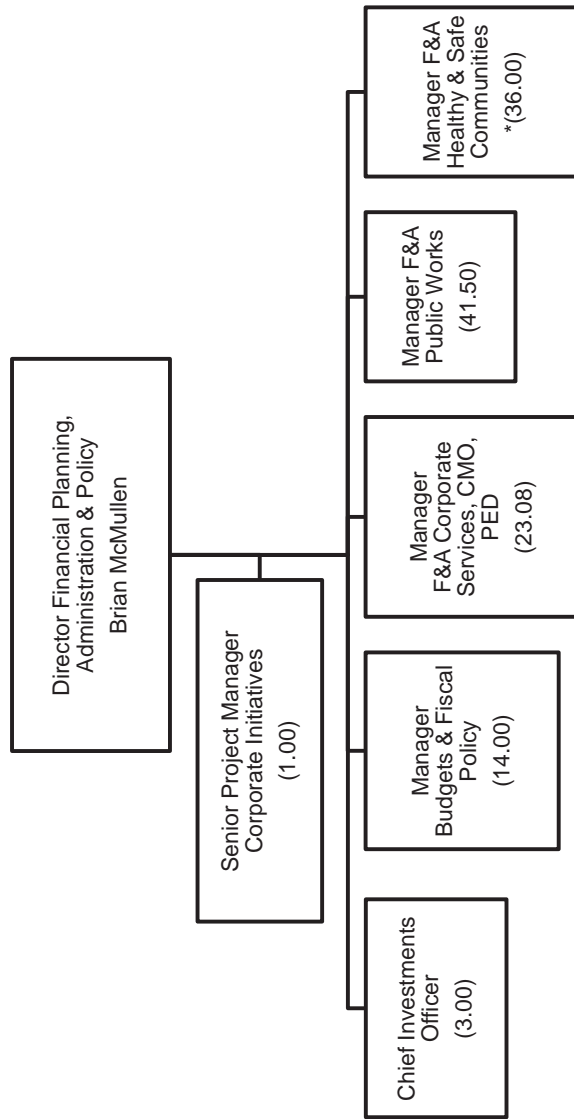 Director Financial Planning,
Administration & Policy
Brian McMullen
Senior Project Manager
Corporate Initiatives
(1.00)
Chief Investments
Officer
(3.00)
Manager
Budgets & Fiscal
Policy
(14.00)
Manager
F&A Corporate
Services, CMO,
PED
(23.08)
Manager F&A
Public Works
(41.50)
Manager F&A
Healthy & Safe
Communities
*(36.00)